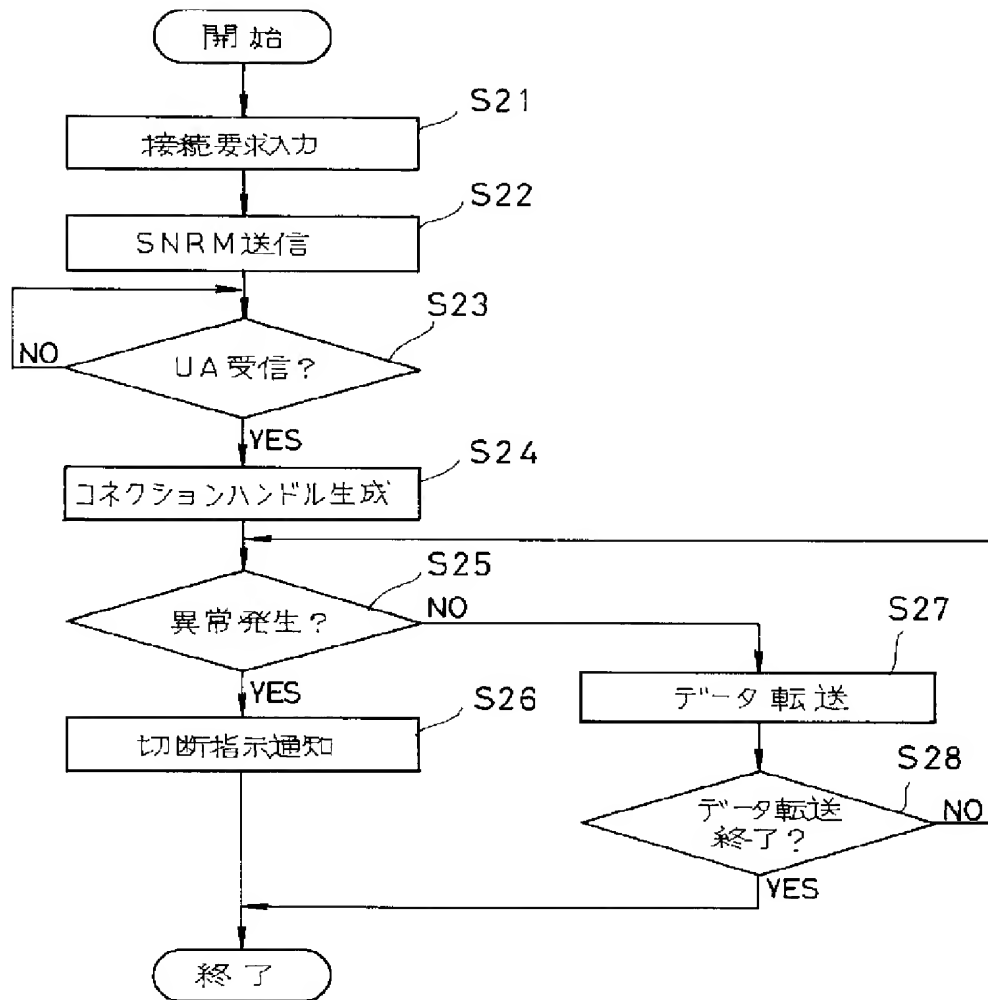 開始
S21
接続要求入力
S22
SNRM送信
S23
UA受信?
NO
YES
S24
コネクションハンドル生成
S25
異常発生?
NO
YES
S27
データ転送
S26
切断指示通知
S28
データ転送
終了?
NO
YES
終了